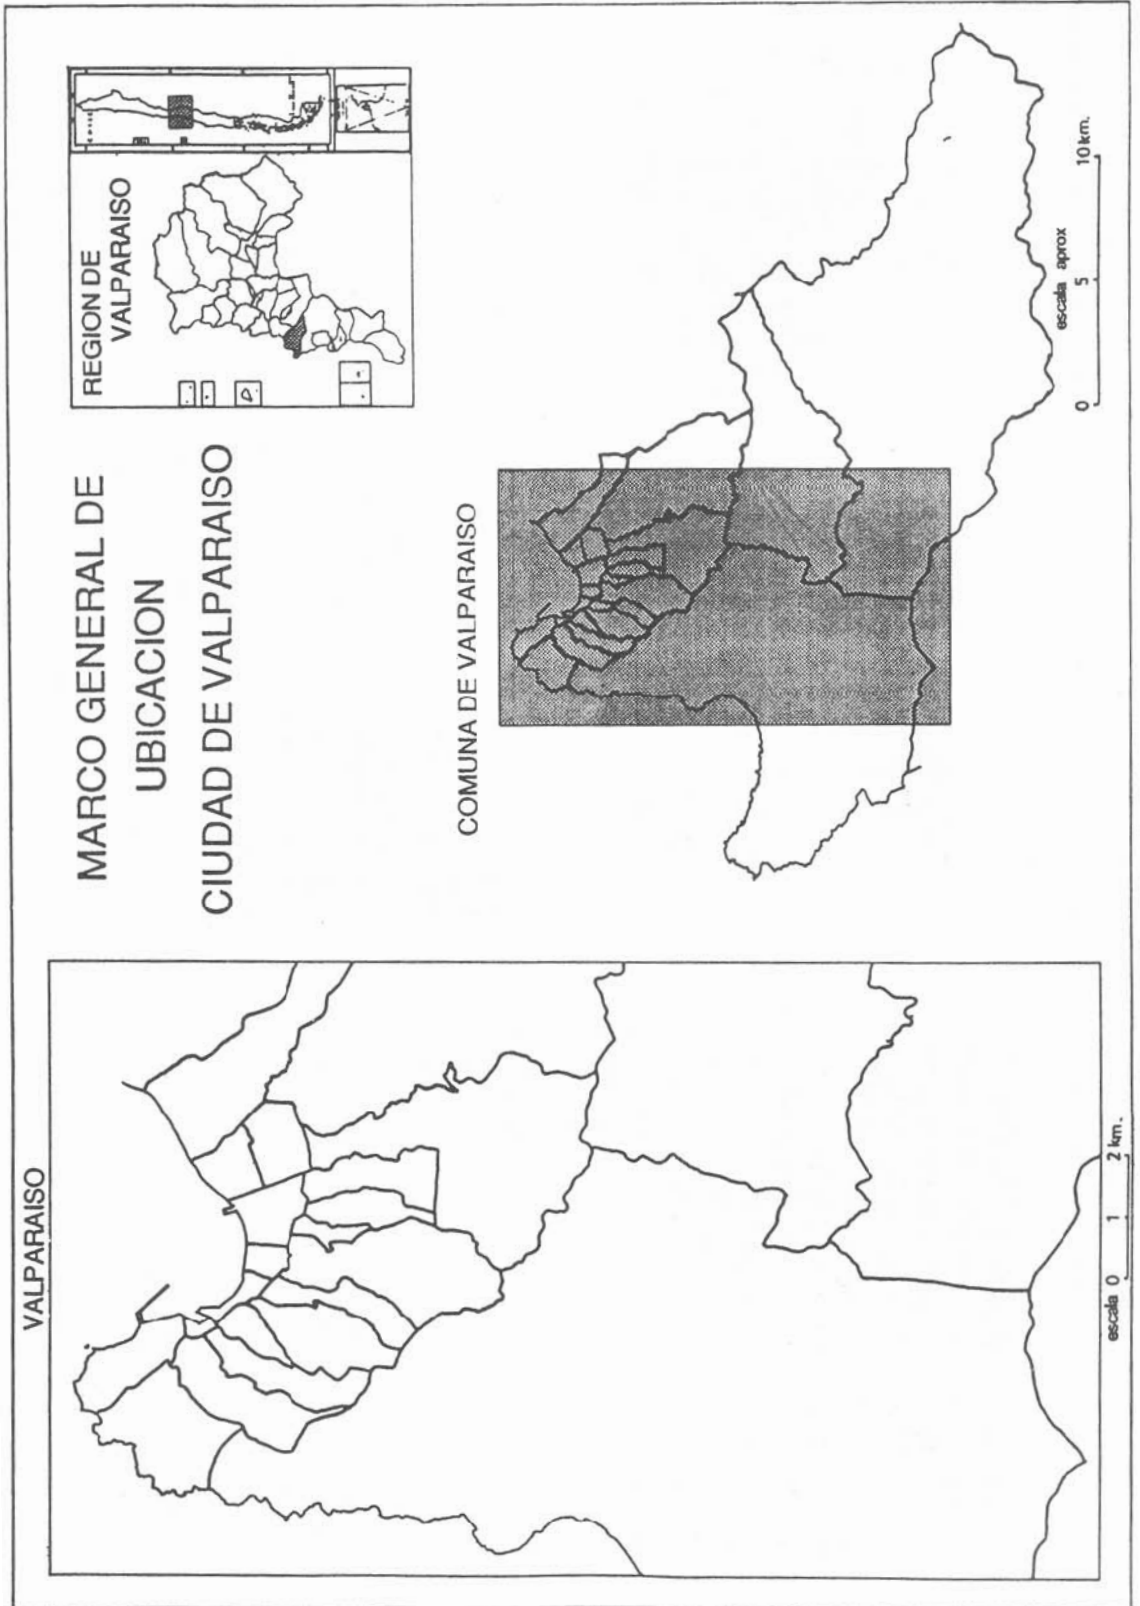 MARCO GENERAL DE
UBICACION
CIUDAD DE VALPARAISO
REGION DE
VALPARAISO
VALPARAISO
escala 0 1 2 km.
COMUNA DE VALPARAISO
0 5 10 km.
escala aprox